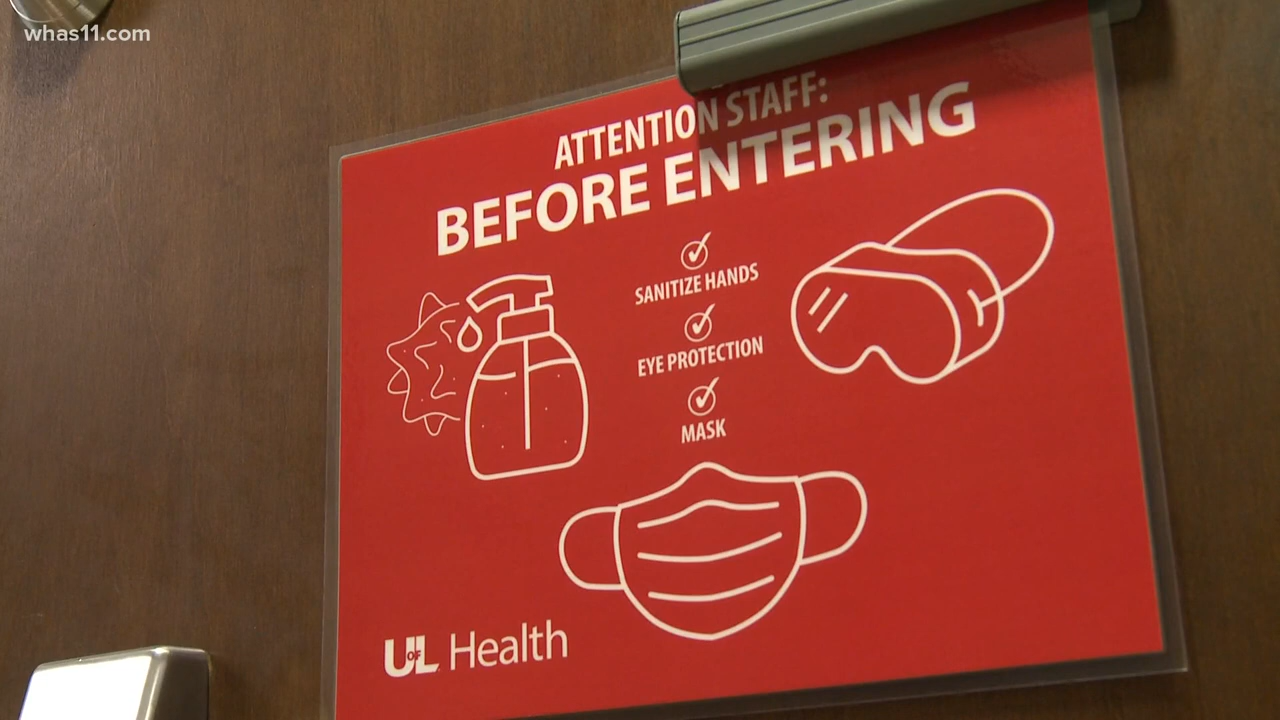 whas11.com
ATTENTION STAFF:
BEFORE ENTERING
SANITIZE HANDS
EYE PROTECTION
MASK
UOFL Health